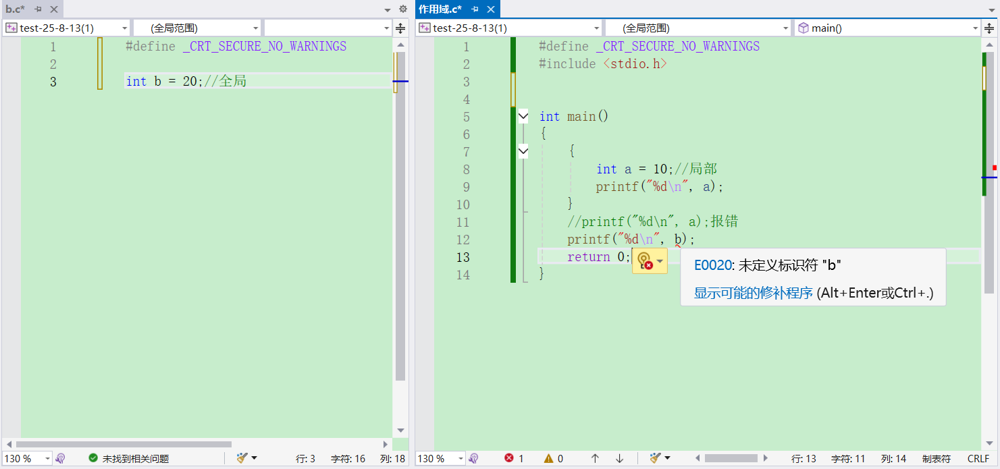 b.c*
test-25-8-13(1) (全局范围)
1 #define _CRT_SECURE_NO_WARNINGS
2
3 int b = 20;//全局
130 % 未找到相关问题 行: 3 字符: 16 列: 18
作用域.c*
test-25-8-13(1) (全局范围) main()
1 #define _CRT_SECURE_NO_WARNINGS
2 #include <stdio.h>
3
4
5 int main()
6 {
7 {
8 int a = 10;//局部
9 printf("%d\n", a);
10 }
11 //printf("%d\n", a);报错
12 printf("%d\n", b);
13 return 0;
14 }
E0020: 未定义标识符 "b"
显示可能的修补程序 (Alt+Enter或Ctrl+.)
130 % 1 0 行: 13 字符: 11 列: 14 制表符 CRLF